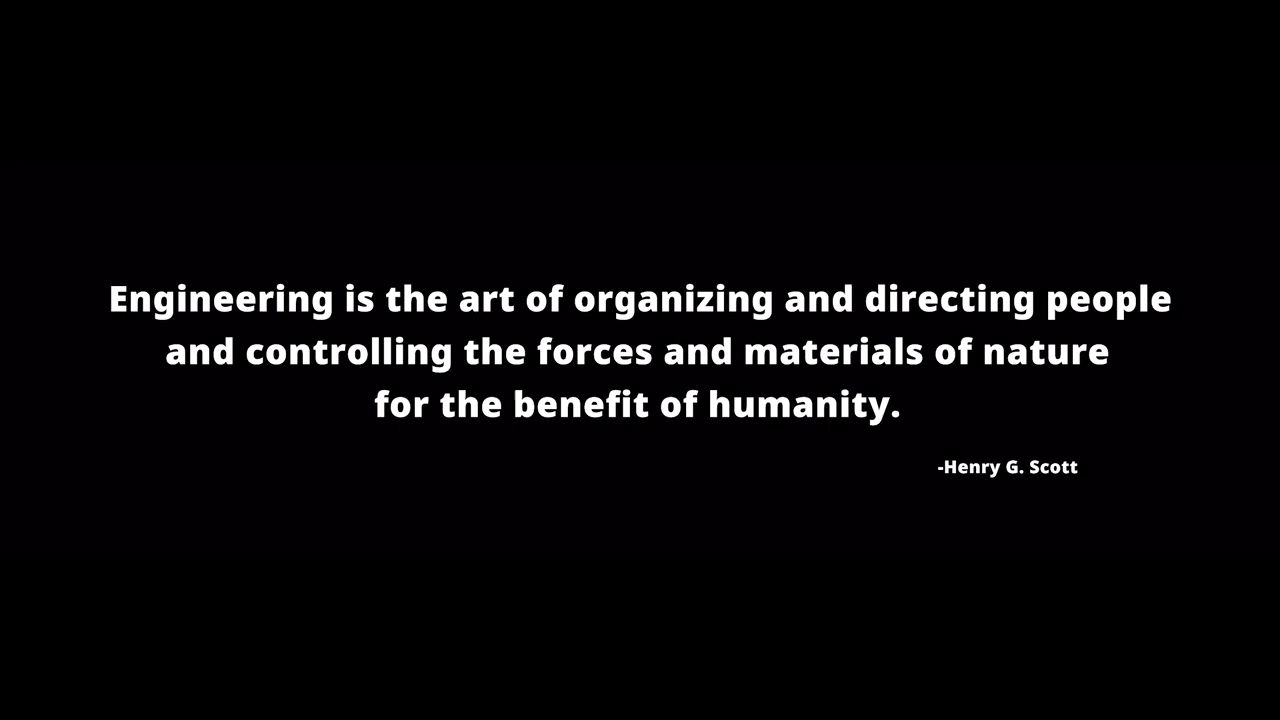 Engineering is the art of organizing and directing people
and controlling the forces and materials of nature
for the benefit of humanity.
-Henry G. Scott